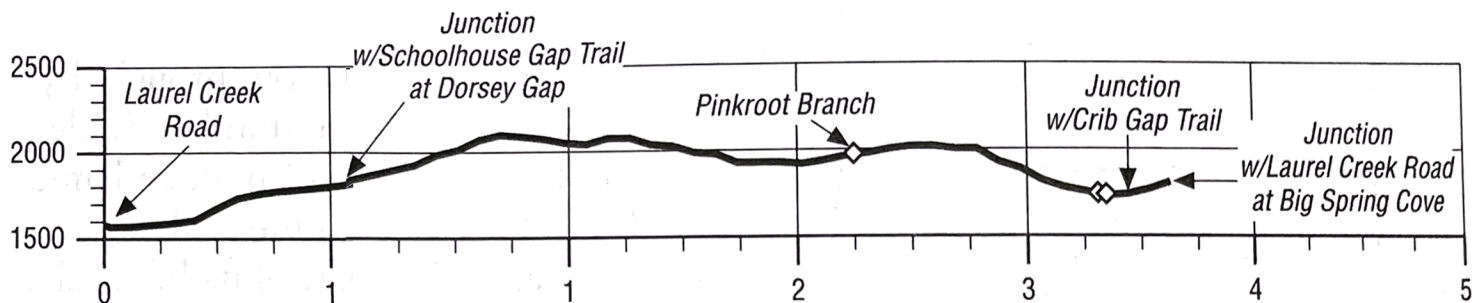 Junction
w/Schoolhouse Gap Trail
at Dorsey Gap
2500
Laurel Creek
Road
Pinkroot Branch
Junction
w/Crib Gap Trail
Junction
w/Laurel Creek Road
at Big Spring Cove
2000
1500
0 1 1 2 3 4 5